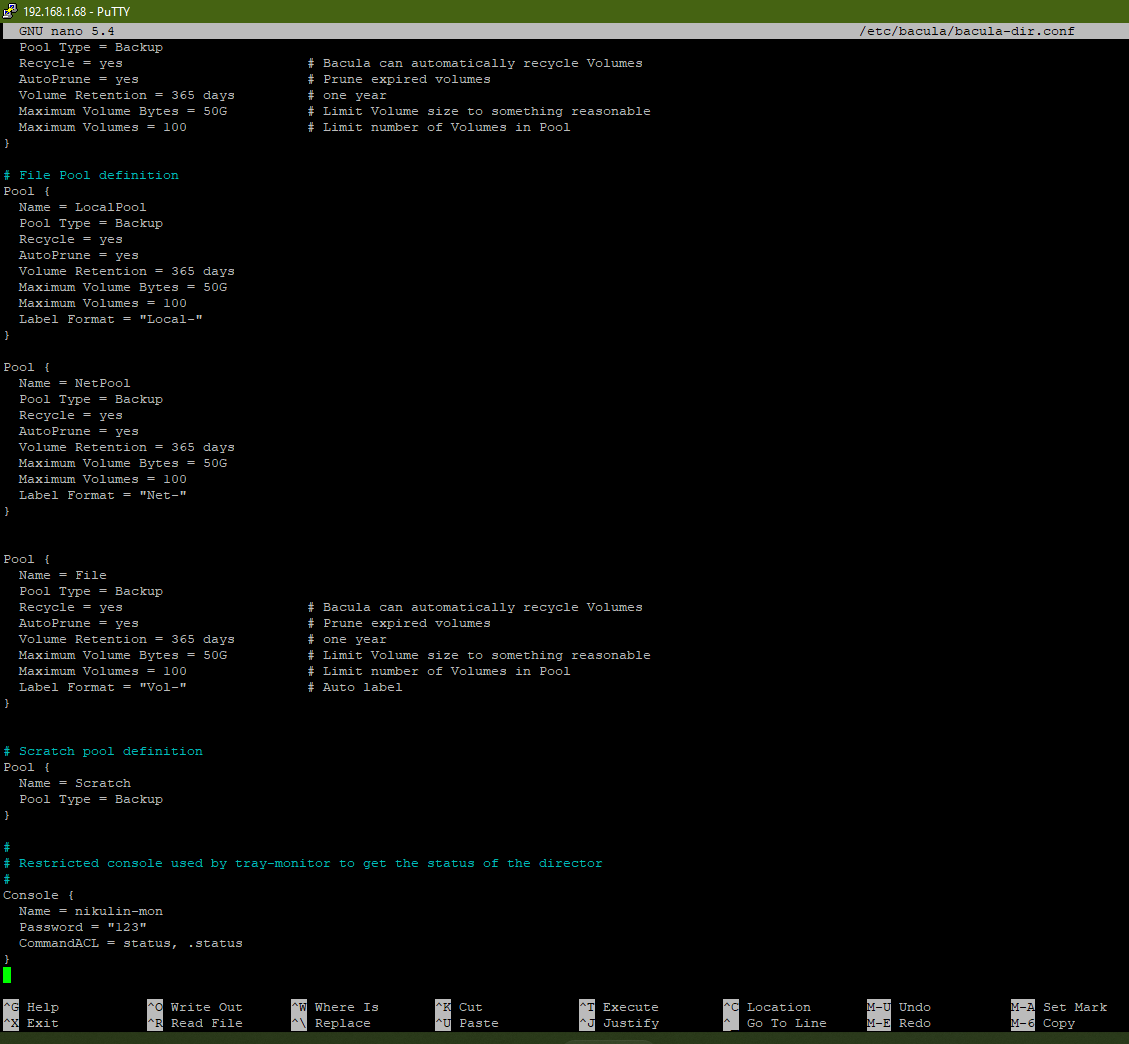 192.168.1.68 - PuTTY
GNU nano 5.4 /etc/bacula/bacula-dir.conf
Pool Type = Backup
Recycle = yes # Bacula can automatically recycle Volumes
AutoPrune = yes # Prune expired volumes
Volume Retention = 365 days # one year
Maximum Volume Bytes = 50G # Limit Volume size to something reasonable
Maximum Volumes = 100 # Limit number of Volumes in Pool
}
# File Pool definition
Pool {
Name = LocalPool
Pool Type = Backup
Recycle = yes
AutoPrune = yes
Volume Retention = 365 days
Maximum Volume Bytes = 50G
Maximum Volumes = 100
Label Format = "Local-"
}
Pool {
Name = NetPool
Pool Type = Backup
Recycle = yes
AutoPrune = yes
Volume Retention = 365 days
Maximum Volume Bytes = 50G
Maximum Volumes = 100
Label Format = "Net-"
}
Pool {
Name = File
Pool Type = Backup
Recycle = yes # Bacula can automatically recycle Volumes
AutoPrune = yes # Prune expired volumes
Volume Retention = 365 days # one year
Maximum Volume Bytes = 50G # Limit Volume size to something reasonable
Maximum Volumes = 100 # Limit number of Volumes in Pool
Label Format = "Vol-" # Auto label
}
# Scratch pool definition
Pool {
Name = Scratch
Pool Type = Backup
}
#
# Restricted console used by tray-monitor to get the status of the director
#
Console {
Name = nikulin-mon
Password = "123"
CommandACL = status, .status
}
^G Help ^O Write Out ^W Where Is ^K Cut ^T Execute ^C Location M-U Undo M-A Set Mark
^X Exit ^R Read File ^\ Replace ^U Paste ^J Justify ^_ Go To Line M-E Redo M-6 Copy